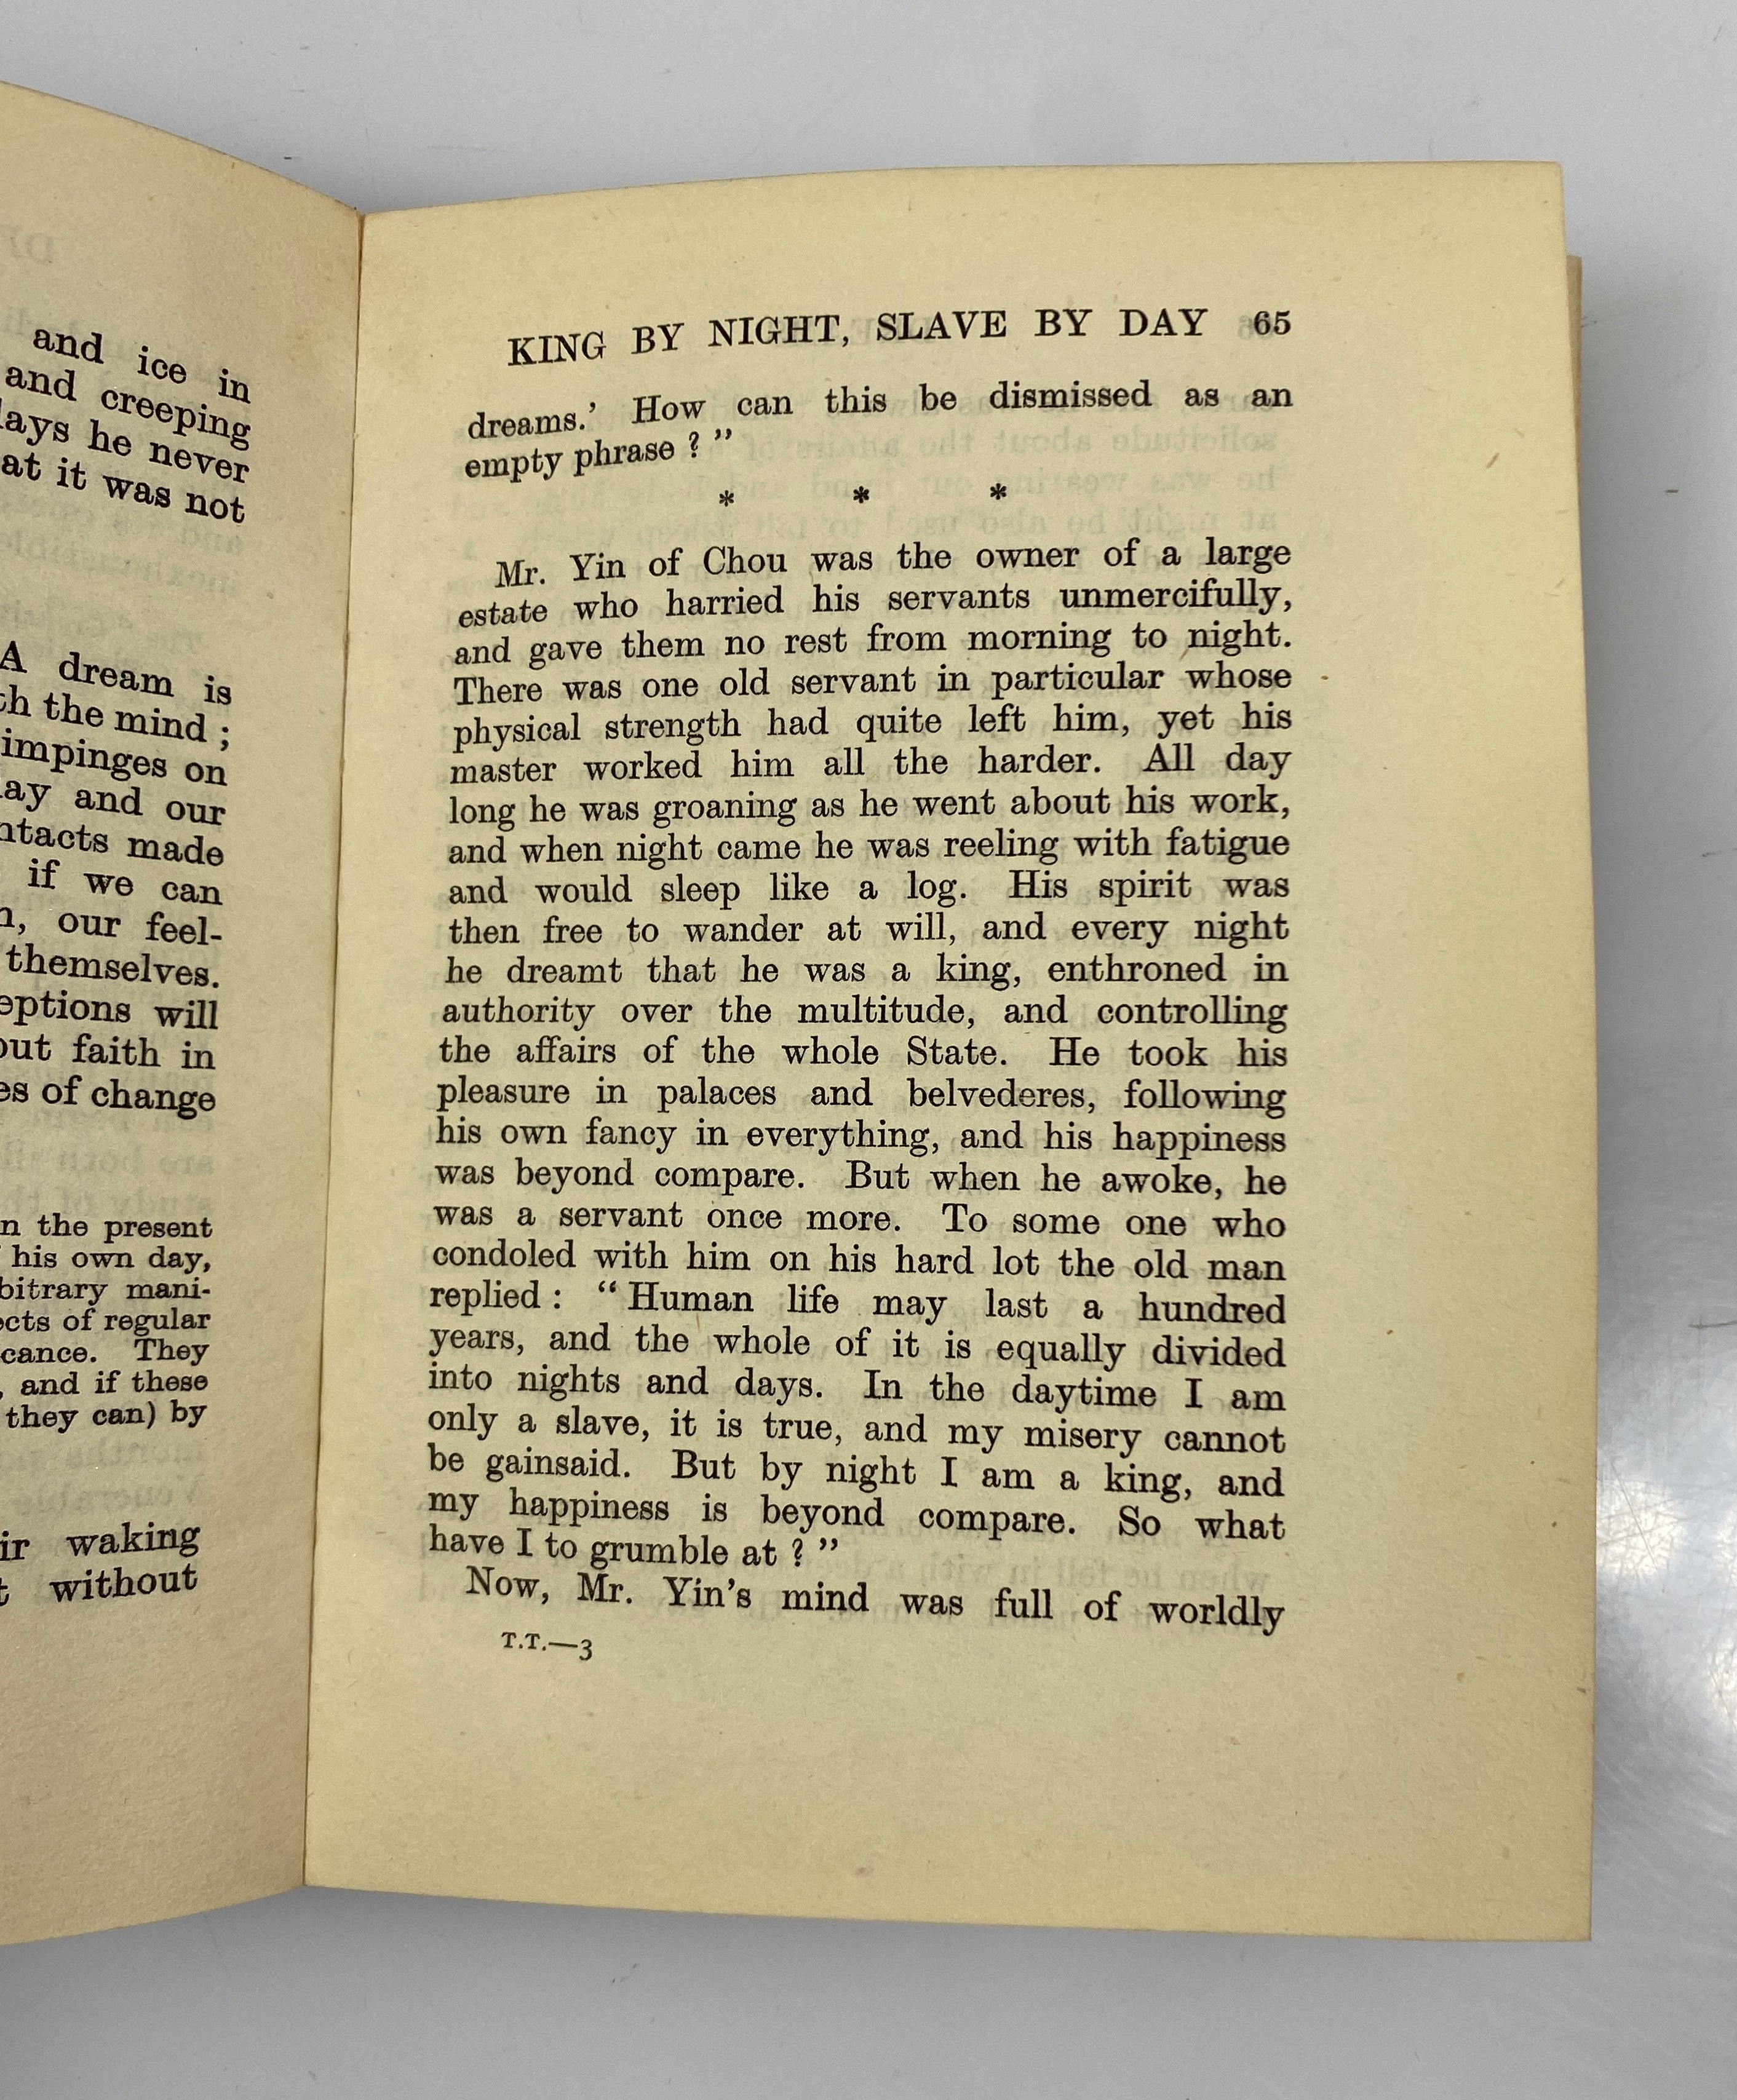 and ice in
and creeping
days he never
at it was not
A dream is
the mind ;
impinges on
and our
made
if we can
our feel-
themselves.
will
faith in
of change
the present
his own day,
mani-
of regular
They
, and if these
they can) by
waking
without
KING BY NIGHT, SLAVE BY DAY 65
dreams.’ How can this be dismissed as an
empty phrase ? ”
* * *
Mr. Yin of Chou was the owner of a large
estate who harried his servants unmercifully,
and gave them no rest from morning to night.
There was one old servant in particular whose
physical strength had quite left him, yet his
master worked him all the harder. All day
long he was groaning as he went about his work,
and when night came he was reeling with fatigue
and would sleep like a log. His spirit was
then free to wander at will, and every night
he dreamt that he was a king, enthroned in
authority over the multitude, and controlling
the affairs of the whole State. He took his
pleasure in palaces and belvederes, following
his own fancy in everything, and his happiness
was beyond compare. But when he awoke, he
was a servant once more. To some one who
condoled with him on his hard lot the old man
replied : “ Human life may last a hundred
years, and the whole of it is equally divided
into nights and days. In the daytime I am
only a slave, it is true, and my misery cannot
be gainsaid. But by night I am a king, and
my happiness is beyond compare. So what
have I to grumble at ? ”
Now, Mr. Yin’s mind was full of worldly
T.T.—3